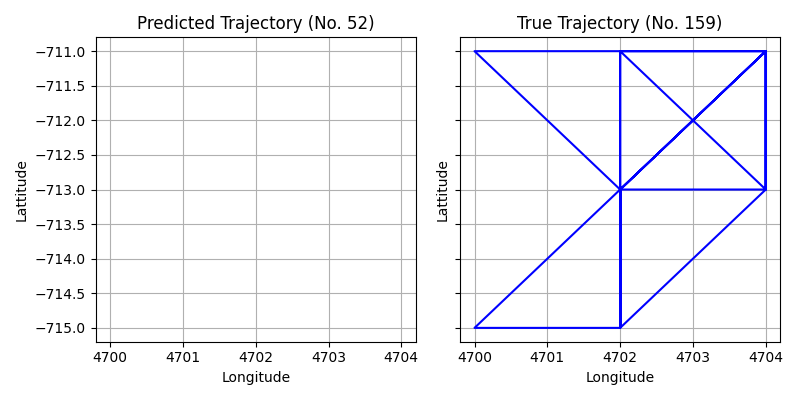 Predicted Trajectory (No. 52)
True Trajectory (No. 159)
Lattitude
−711.0
−711.5
−712.0
−712.5
−713.0
−713.5
−714.0
−714.5
−715.0
4700 4701 4702 4703 4704
Longitude
Lattitude
4700 4701 4702 4703 4704
Longitude